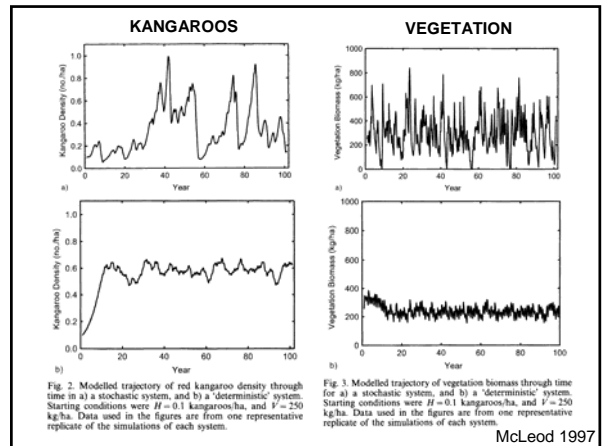 KANGAROOS
VEGETATION
Kangaroo Density (no./ha)
1.0
0.8
0.6
0.4
0.2
0.0
0
20
40
60
80
100
a)
Year
Vegetation Biomass (kg/ha)
1000
800
600
400
200
0
0
20
40
60
80
100
a)
Year
Kangaroo Density (no./ha)
1.0
0.8
0.6
0.4
0.2
0.0
0
20
40
60
80
100
b)
Year
Vegetation Biomass (kg/ha)
1000
800
600
400
200
0
0
20
40
60
80
100
b)
Year
Fig. 2. Modelled trajectory of red kangaroo density through
time in a) a stochastic system, and b) a 'deterministic' system.
Starting conditions were H = 0.1 kangaroos/ha, and V = 250
kg/ha. Data used in the figures are from one representative
replicate of the simulations of each system.
Fig. 3. Modelled trajectory of vegetation biomass through time
for a) a stochastic system, and b) a 'deterministic' system.
Starting conditions were H = 0.1 kangaroos/ha, and V = 250
kg/ha. Data used in the figures are from one representative
replicate of the simulations of each system.
McLeod 1997